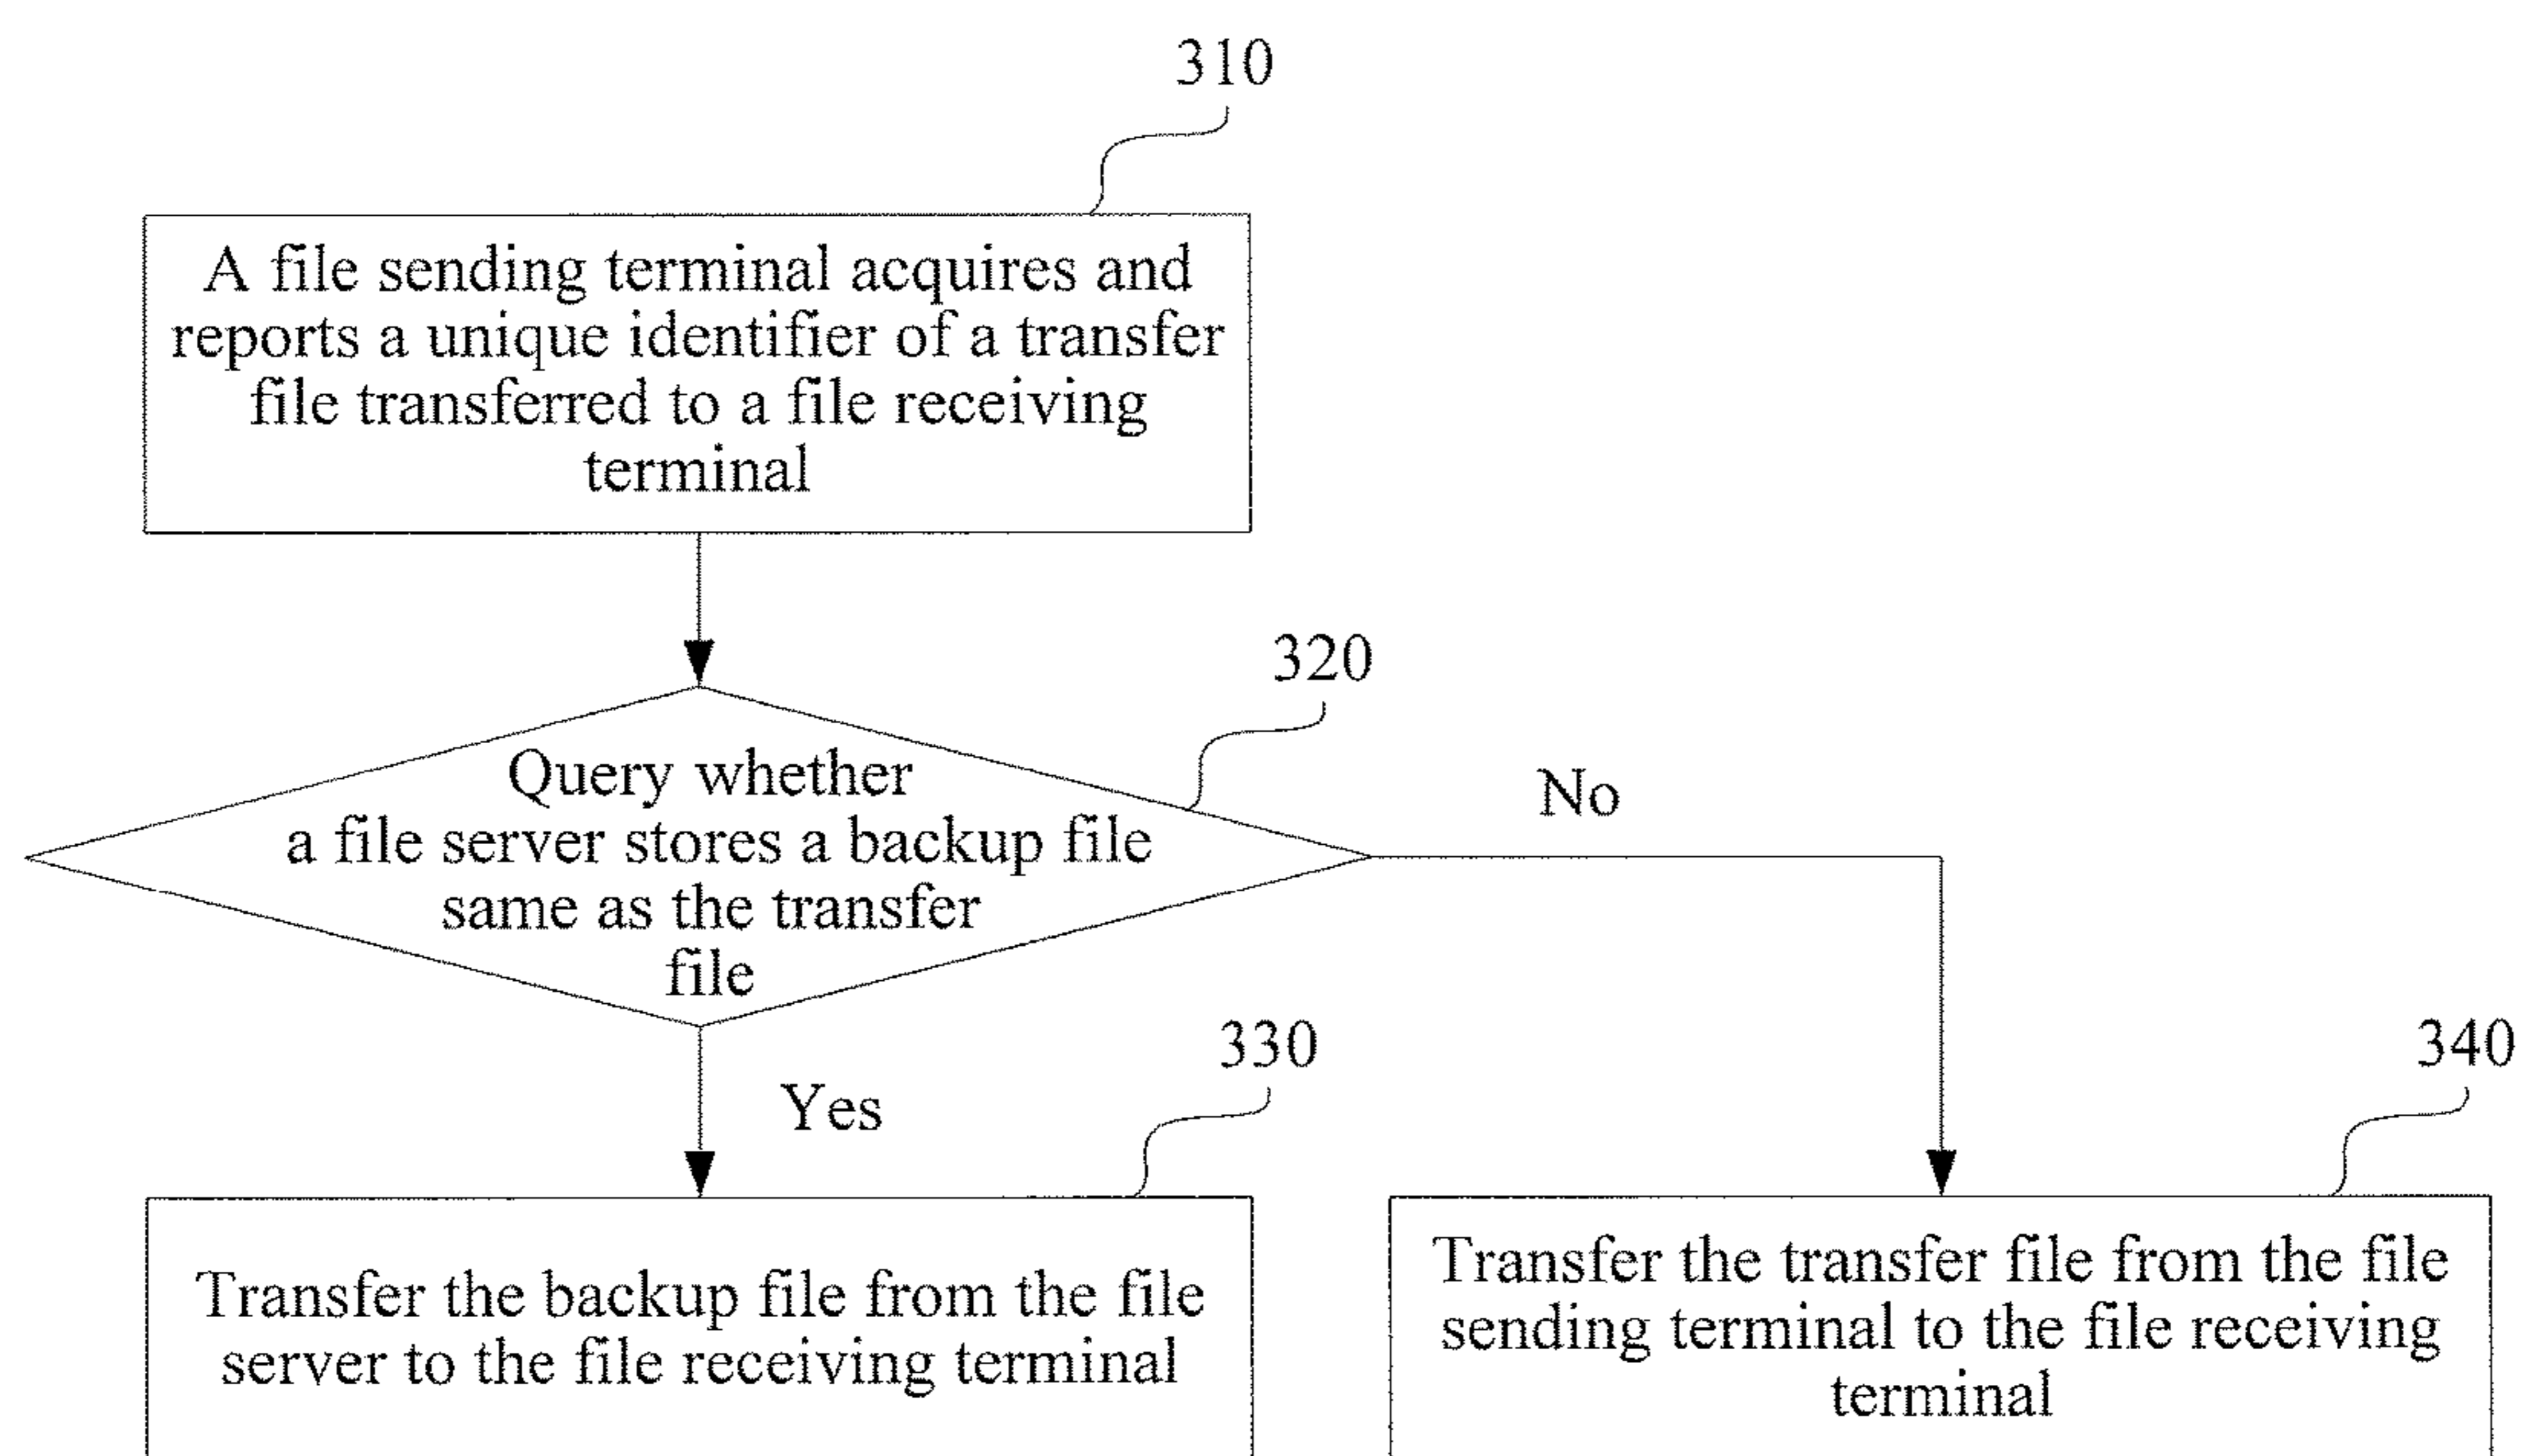 310
A file sending terminal acquires and
reports a unique identifier of a transfer
file transferred to a file receiving
terminal
320
Query whether
a file server stores a backup file
same as the transfer
file
No
Yes
330
340
Transfer the backup file from the file
server to the file receiving terminal
Transfer the transfer file from the file
sending terminal to the file receiving
terminal